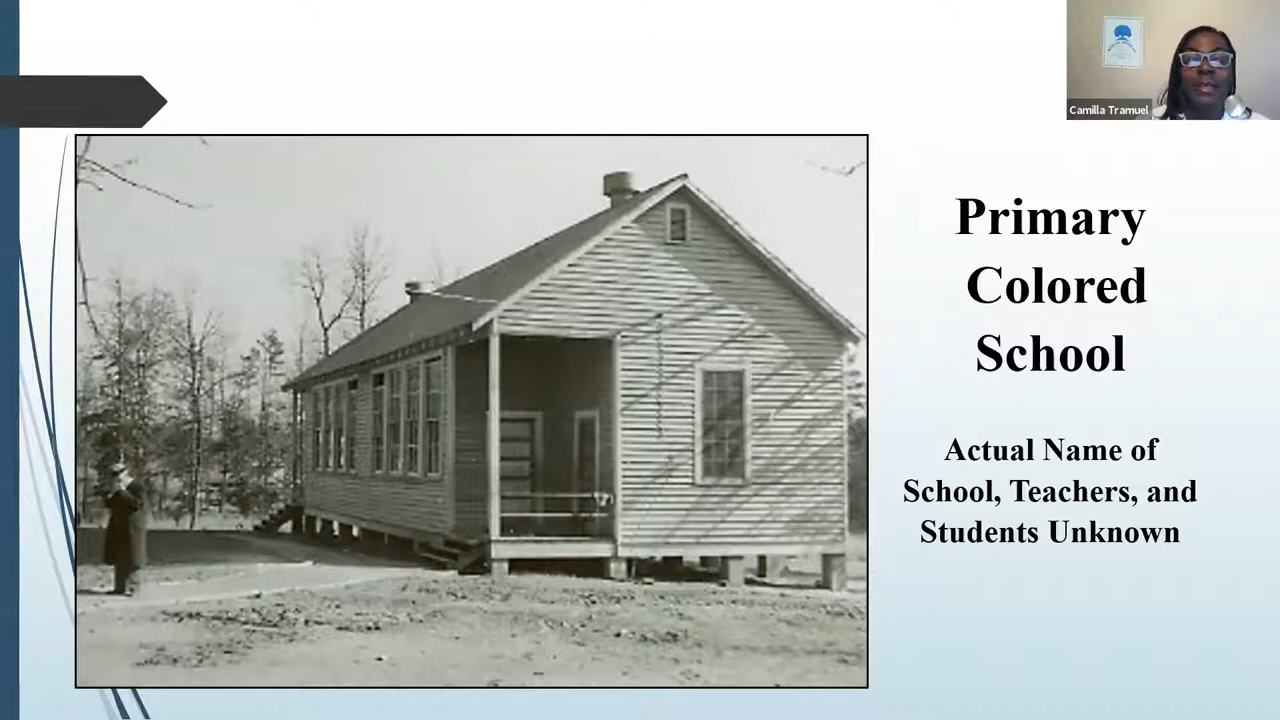 Camilla Tramuel
Primary
Colored
School
Actual Name of
School, Teachers, and
Students Unknown